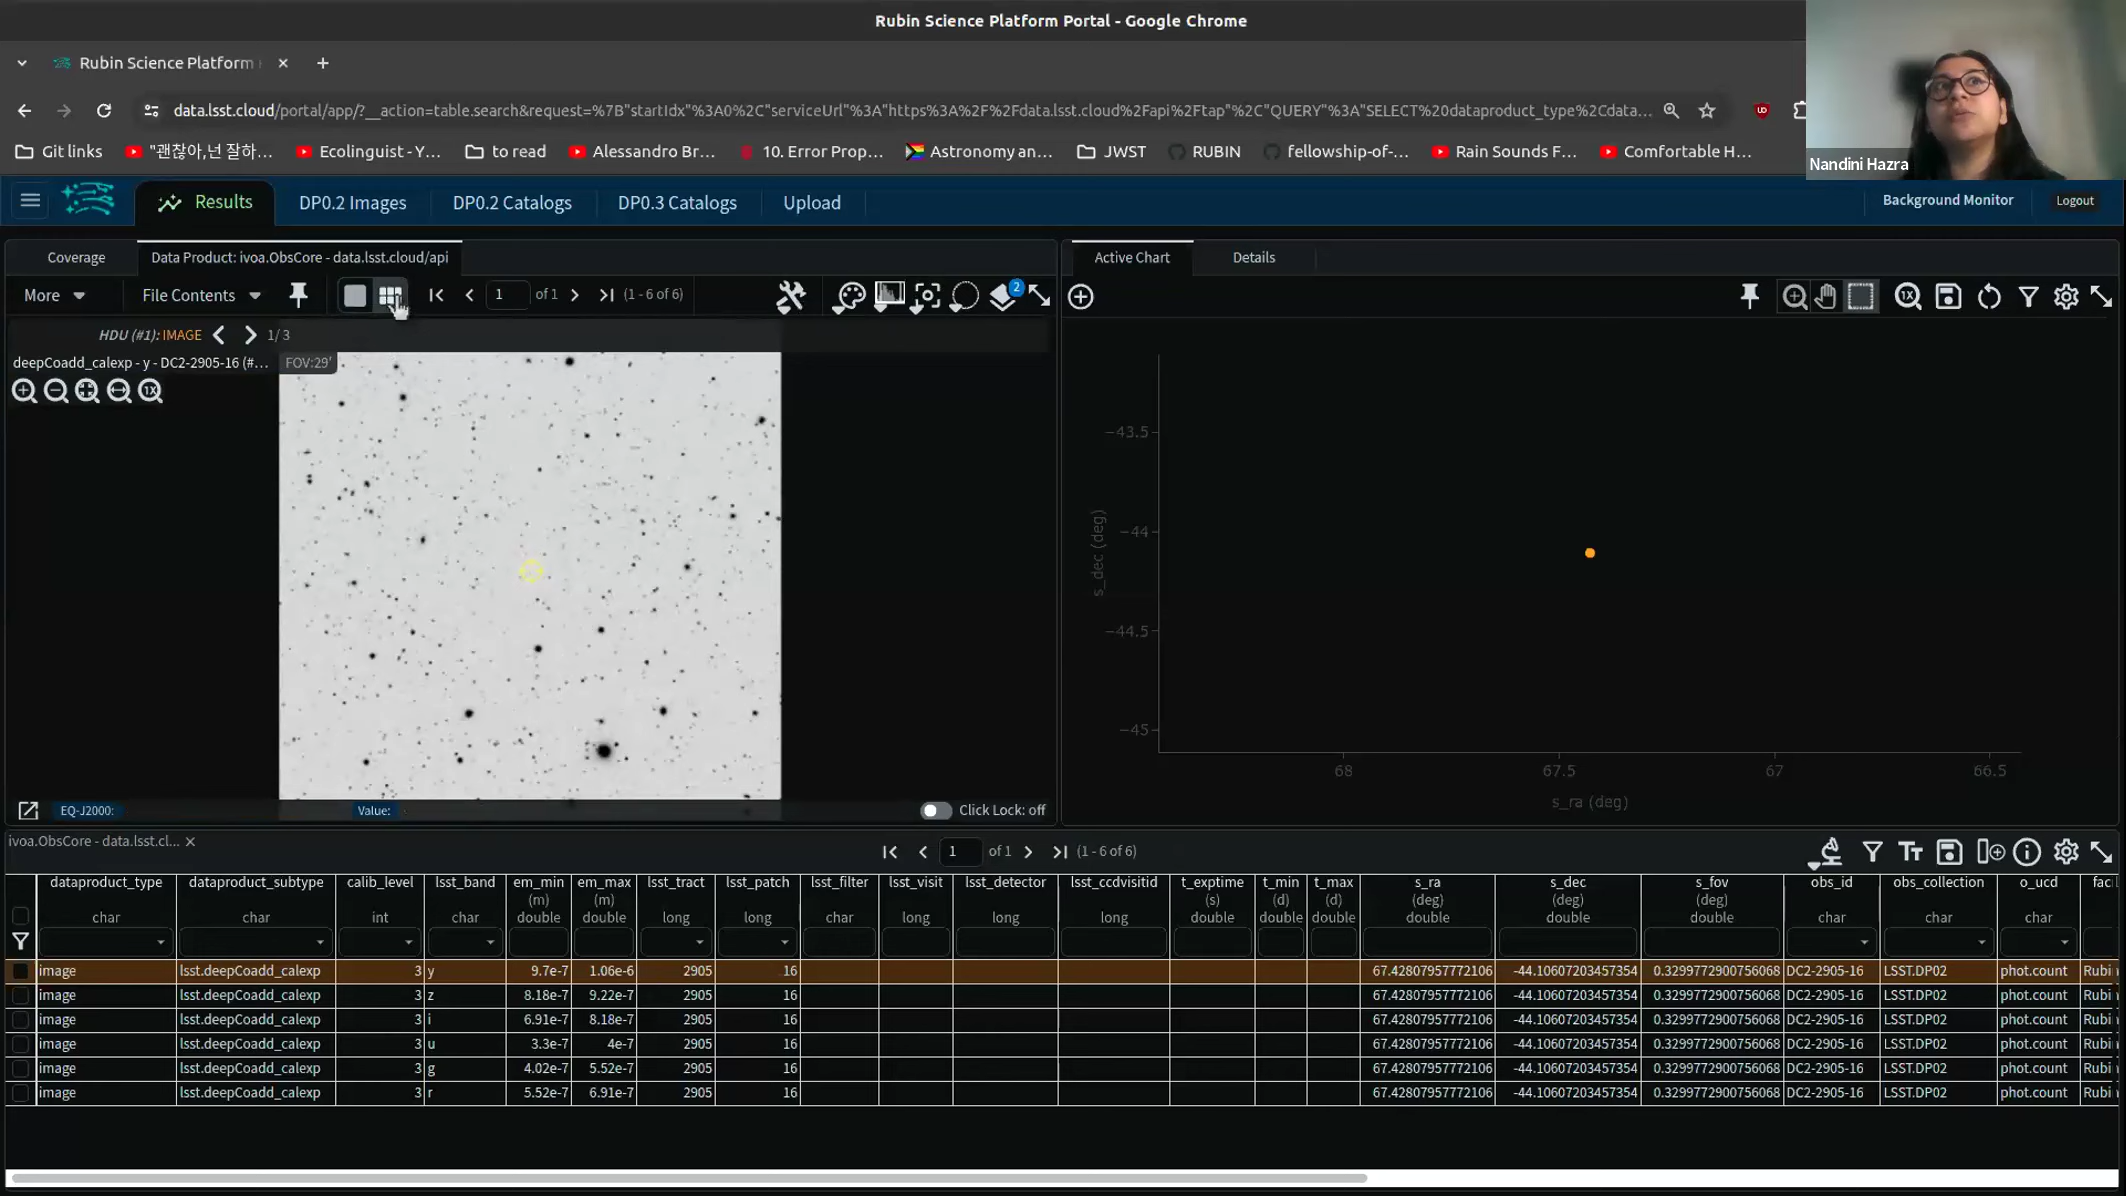 Rubin Science Platform Portal - Google Chrome
Rubin Science Platform
data.lsst.cloud/portal/app/?__action=table.search&request=%7B"startIdx"%3A0%2C"serviceUrl"%3A"https%3A%2F%2Fdata.lsst.cloud%2Fapi%2Ftap"%2C"QUERY"%3A"SELECT%20dataproduct_type%2Cdata...
Git links "괜찮아,넌 잘하... Ecolinguist - Y... to read Alessandro Br... 10. Error Prop... Astronomy an... JWST RUBIN fellowship-of-... Rain Sounds F... Comfortable H...
Nandini Hazra
Results DP0.2 Images DP0.2 Catalogs DP0.3 Catalogs Upload Background Monitor Logout
Coverage Data Product: ivoa.ObsCore - data.lsst.cloud/api Active Chart Details
More File Contents 1 of 1 (1 - 6 of 6) 2 1X
HDU (#1): IMAGE 1/ 3
deepCoadd_calexp - y - DC2-2905-16 (#... FOV:29'
1X
−43.5
−44
−44.5
−45
s_dec (deg)
68 67.5 67 66.5
s_ra (deg)
EQ-J2000: Value: Click Lock: off
ivoa.ObsCore - data.lsst.cl... 1 of 1 (1 - 6 of 6)
dataproduct_type dataproduct_subtype calib_level lsst_band em_min em_max lsst_tract lsst_patch lsst_filter lsst_visit lsst_detector lsst_ccdvisitid t_exptime t_min t_max s_ra s_dec s_fov obs_id obs_collection o_ucd faci
(m) (m) (s) (d) (d) (deg) (deg) (deg)
char char int char double double long long char long long long double double double double double double char char char
image lsst.deepCoadd_calexp 3 y 9.7e-7 1.06e-6 2905 16 67.42807957772106 -44.10607203457354 0.3299772900756068 DC2-2905-16 LSST.DP02 phot.count Rubin
image lsst.deepCoadd_calexp 3 z 8.18e-7 9.22e-7 2905 16 67.42807957772106 -44.10607203457354 0.3299772900756068 DC2-2905-16 LSST.DP02 phot.count Rubin
image lsst.deepCoadd_calexp 3 i 6.91e-7 8.18e-7 2905 16 67.42807957772106 -44.10607203457354 0.3299772900756068 DC2-2905-16 LSST.DP02 phot.count Rubin
image lsst.deepCoadd_calexp 3 u 3.3e-7 4e-7 2905 16 67.42807957772106 -44.10607203457354 0.3299772900756068 DC2-2905-16 LSST.DP02 phot.count Rubin
image lsst.deepCoadd_calexp 3 g 4.02e-7 5.52e-7 2905 16 67.42807957772106 -44.10607203457354 0.3299772900756068 DC2-2905-16 LSST.DP02 phot.count Rubin
image lsst.deepCoadd_calexp 3 r 5.52e-7 6.91e-7 2905 16 67.42807957772106 -44.10607203457354 0.3299772900756068 DC2-2905-16 LSST.DP02 phot.count Rubin